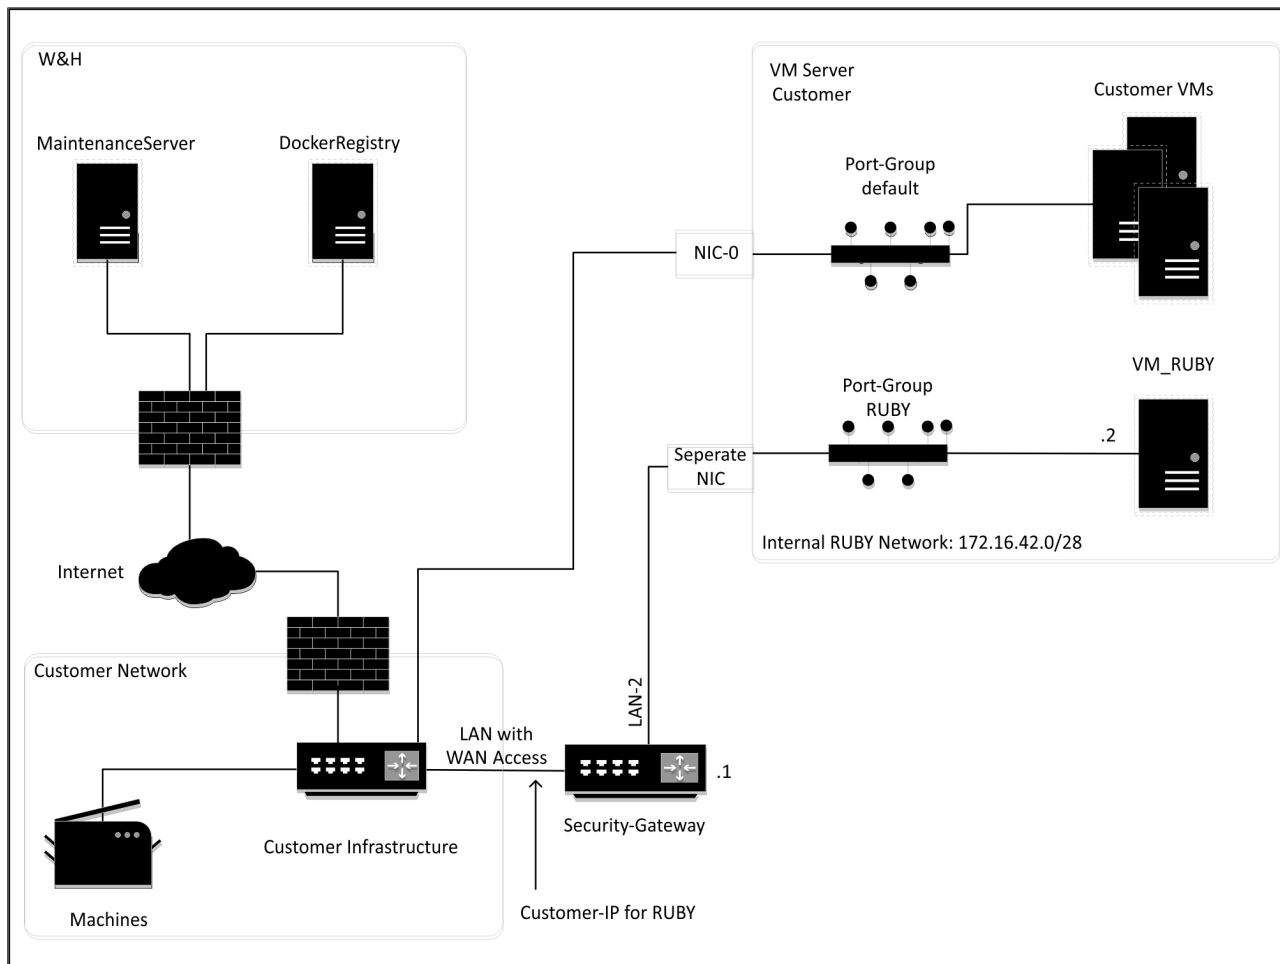 W&H
MaintenanceServer
DockerRegistry
VM Server
Customer
Customer VMs
Port-Group
default
NIC-0
VM_RUBY
Port-Group
RUBY
.2
Seperate
NIC
Internal RUBY Network: 172.16.42.0/28
Internet
Customer Network
LAN-2
LAN with
WAN Access
.1
Security-Gateway
Customer Infrastructure
Customer-IP for RUBY
Machines